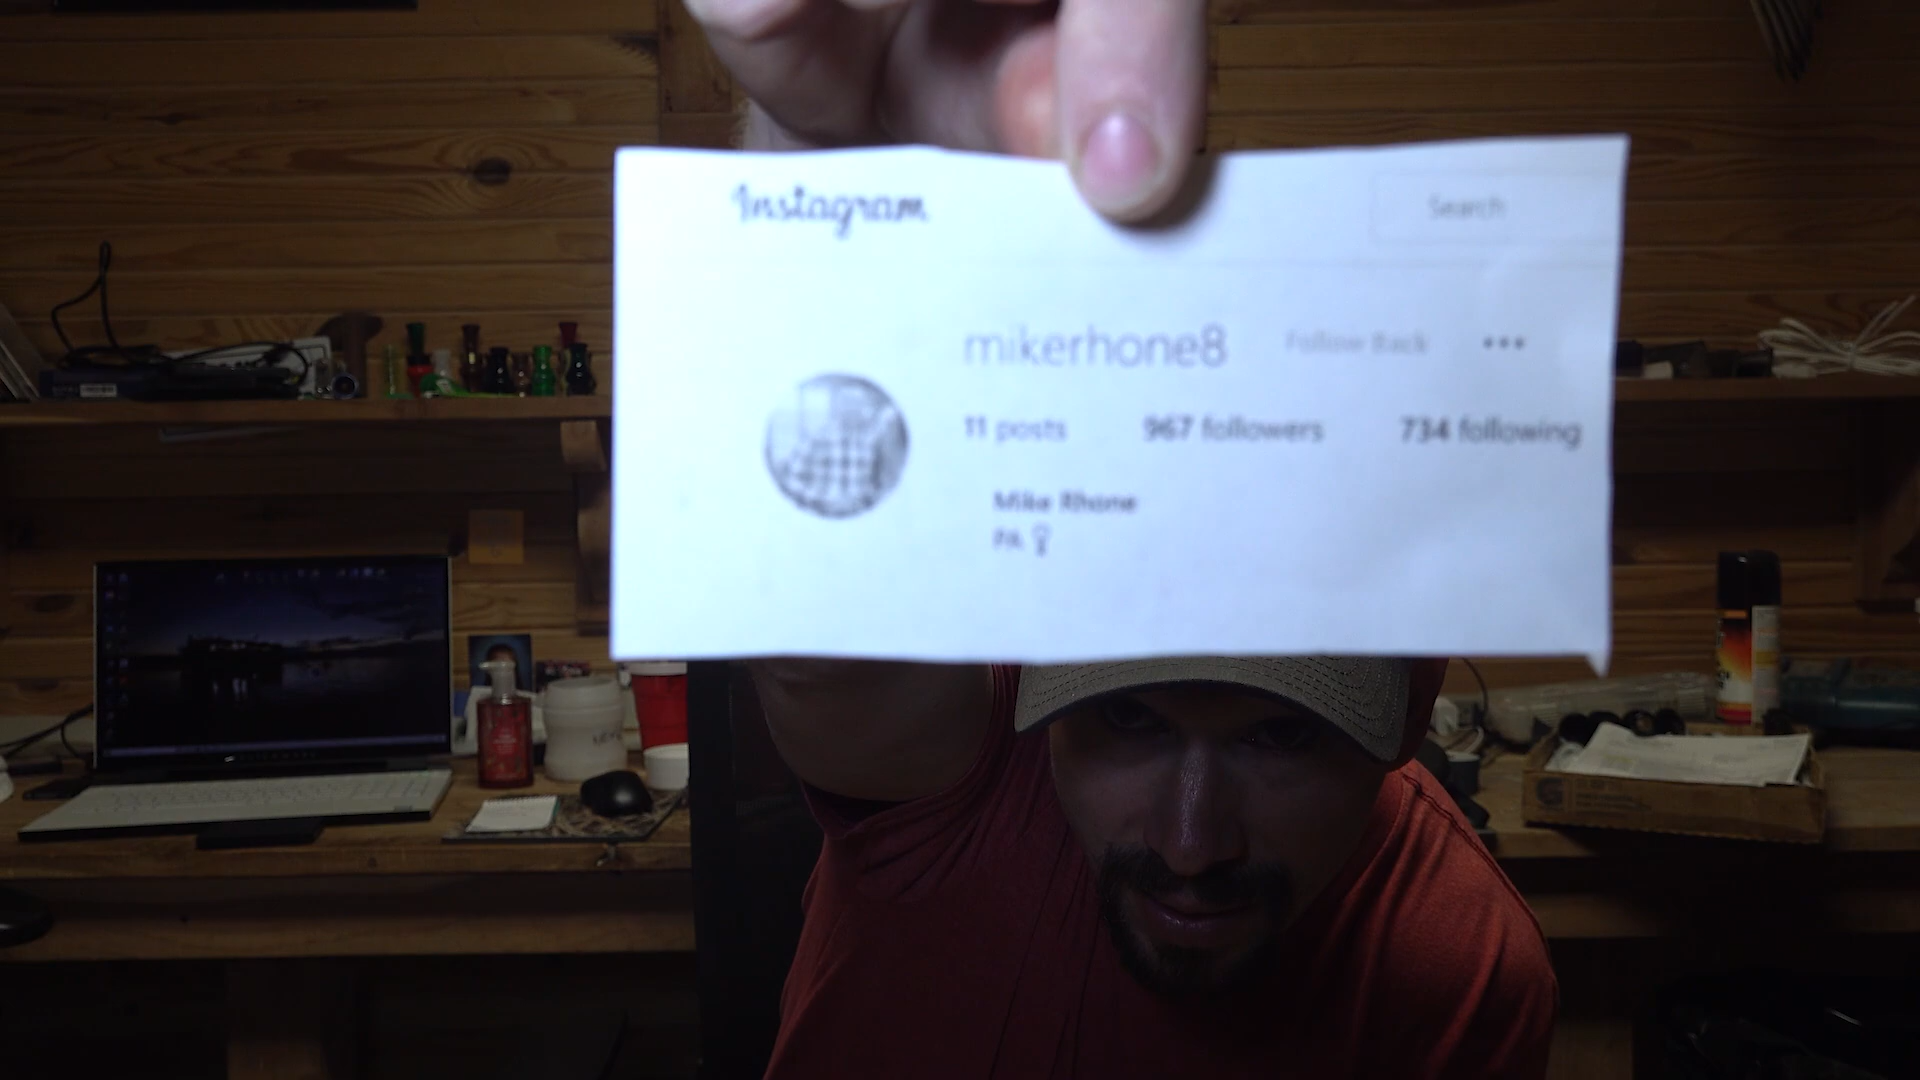 Instagram
Search
mikerhone8 Follow Back •••
11 posts 967 followers 734 following
Mike Rhone
PA